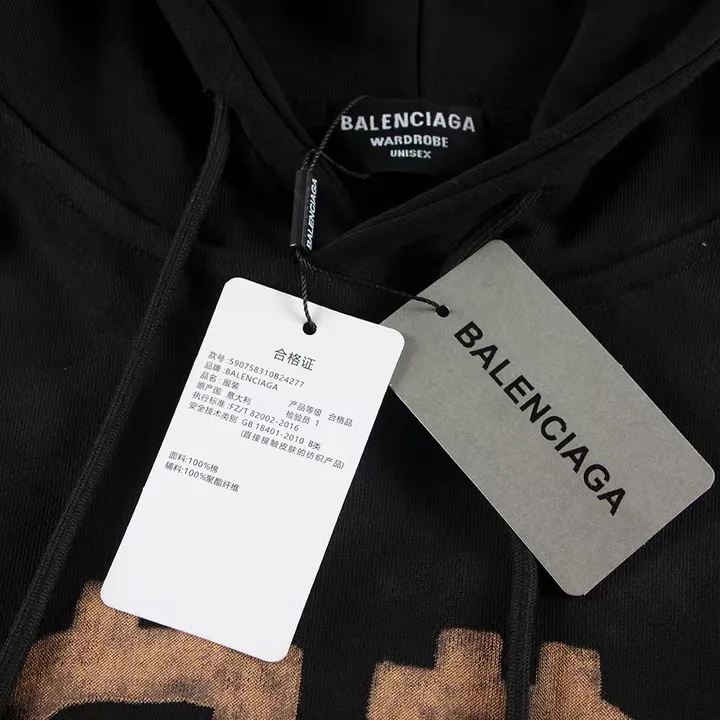 BALENCIAGA
WARDROBE
UNISEX
BALENCIAGA
合格证
款号:590758310B24277
品牌:BALENCIAGA
品名:服装
原产国:意大利 产品等级 合格品
执行标准:FZ/T 82002-2016 检验员 1
安全技术类别 GB 18401-2010 B类
(直接接触皮肤的纺织产品)
面料:100%棉
辅料:100%聚酯纤维
BALENCIAGA